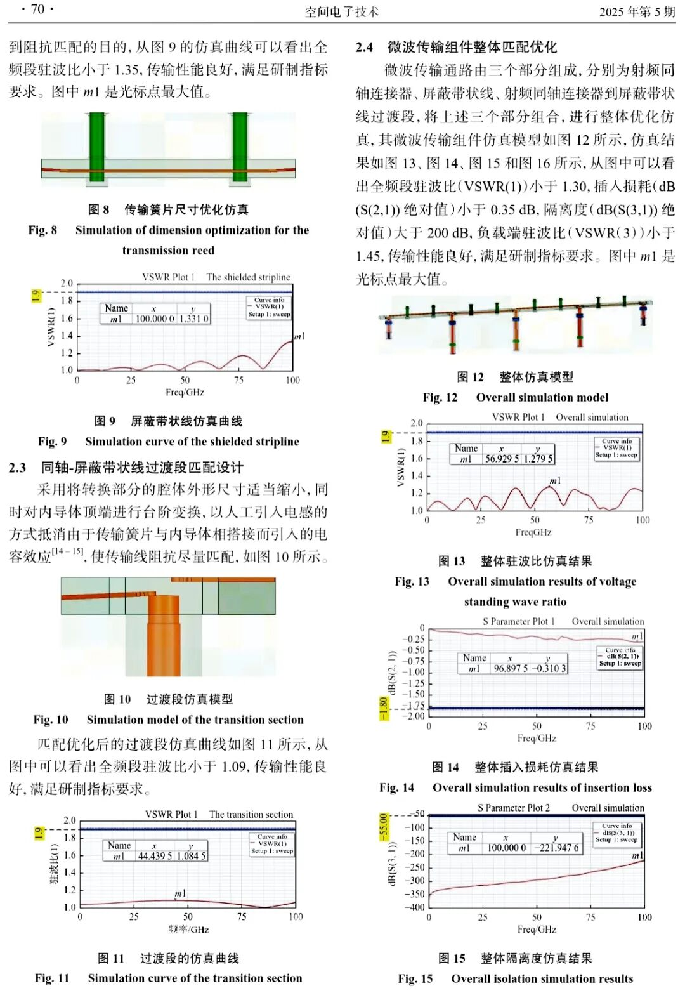 · 70 ·
空间电子技术
2025 年第 5 期
到阻抗匹配的目的,从图 9 的仿真曲线可以看出全
频段驻波比小于 1.35,传输性能良好,满足研制指标
要求。图中 m1 是光标点最大值。
图 8 传输簧片尺寸优化仿真
Fig. 8 Simulation of dimension optimization for the
transmission reed
VSWR Plot 1 The shielded stripline
2.0
1.9
1.8
1.6
1.4
1.2
1.0
VSWR(1)
Name x y
m1 100.000 0 1.331 0
Curve info
VSWR(1)
Setup 1: sweep
m1
0 25 50 75 100
Freq/GHz
图 9 屏蔽带状线仿真曲线
Fig. 9 Simulation curve of the shielded stripline
2.3 同轴-屏蔽带状线过渡段匹配设计
采用将转换部分的腔体外形尺寸适当缩小,同
时对内导体顶端进行台阶变换,以人工引入电感的
方式抵消由于传输簧片与内导体相搭接而引入的电
容效应[14-15],使传输线阻抗尽量匹配,如图 10 所示。
图 10 过渡段仿真模型
Fig. 10 Simulation model of the transition section
匹配优化后的过渡段仿真曲线如图 11 所示,从
图中可以看出全频段驻波比小于 1.09,传输性能良
好,满足研制指标要求。
VSWR Plot 1 The transition section
2.0
1.9
1.8
1.6
1.4
1.2
1.0
驻波比(1)
Name x y
m1 44.439 5 1.084 5
Curve info
VSWR(1)
Setup 1: sweep
m1
0 25 50 75 100
频率/GHz
图 11 过渡段的仿真曲线
Fig. 11 Simulation curve of the transition section
2.4 微波传输组件整体匹配优化
微波传输通路由三个部分组成,分别为射频同
轴连接器、屏蔽带状线、射频同轴连接器到屏蔽带状
线过渡段,将上述三个部分组合,进行整体优化仿
真,其微波传输组件仿真模型如图 12 所示,仿真结
果如图 13、图 14、图 15 和图 16 所示,从图中可以看
出全频段驻波比(VSWR(1))小于 1.30,插入损耗(dB
(S(2,1)) 绝对值)小于 0.35 dB,隔离度(dB(S(3,1)) 绝
对值)大于 200 dB,负载端驻波比(VSWR(3))小于
1.45,传输性能良好,满足研制指标要求。图中 m1 是
光标点最大值。
图 12 整体仿真模型
Fig. 12 Overall simulation model
VSWR Plot 1 Overall simulation
2.0
1.9
1.8
1.6
1.4
1.2
1.0
VSWR(1)
Name x y
m1 56.929 5 1.279 5
Curve info
VSWR(1)
Setup 1: sweep
m1
0 25 50 75 100
FreqGHz
图 13 整体驻波比仿真结果
Fig. 13 Overall simulation results of voltage
standing wave ratio
S Parameter Plot 1 Overall simulation
0
-0.25
-0.50
-0.75
-1.00
-1.25
-1.50
-1.75
-1.80
-2.00
dB(S(2, 1))
Name x y
m1 96.897 5 -0.310 3
m1
Curve info
dB(S(2, 1))
Setup 1: sweep
0 25 50 75 100
Freq/GHz
图 14 整体插入损耗仿真结果
Fig. 14 Overall simulation results of insertion loss
S Parameter Plot 2 Overall simulation
-50
-55.00
-100
-150
-200
-250
-300
-350
-400
dB(S(3, 1))
Name x y
m1 100.000 0 -221.947 6
Curve info
dB(S(3, 1))
Setup 1: sweep
m1
0 25 50 75 100
Freq/GHz
图 15 整体隔离度仿真结果
Fig. 15 Overall isolation simulation results